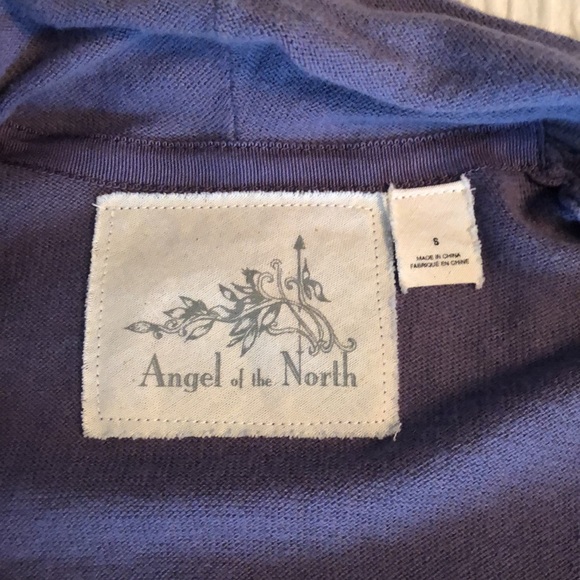 Angel of the North
S
MADE IN CHINA
FABRIQUÉ EN CHINE